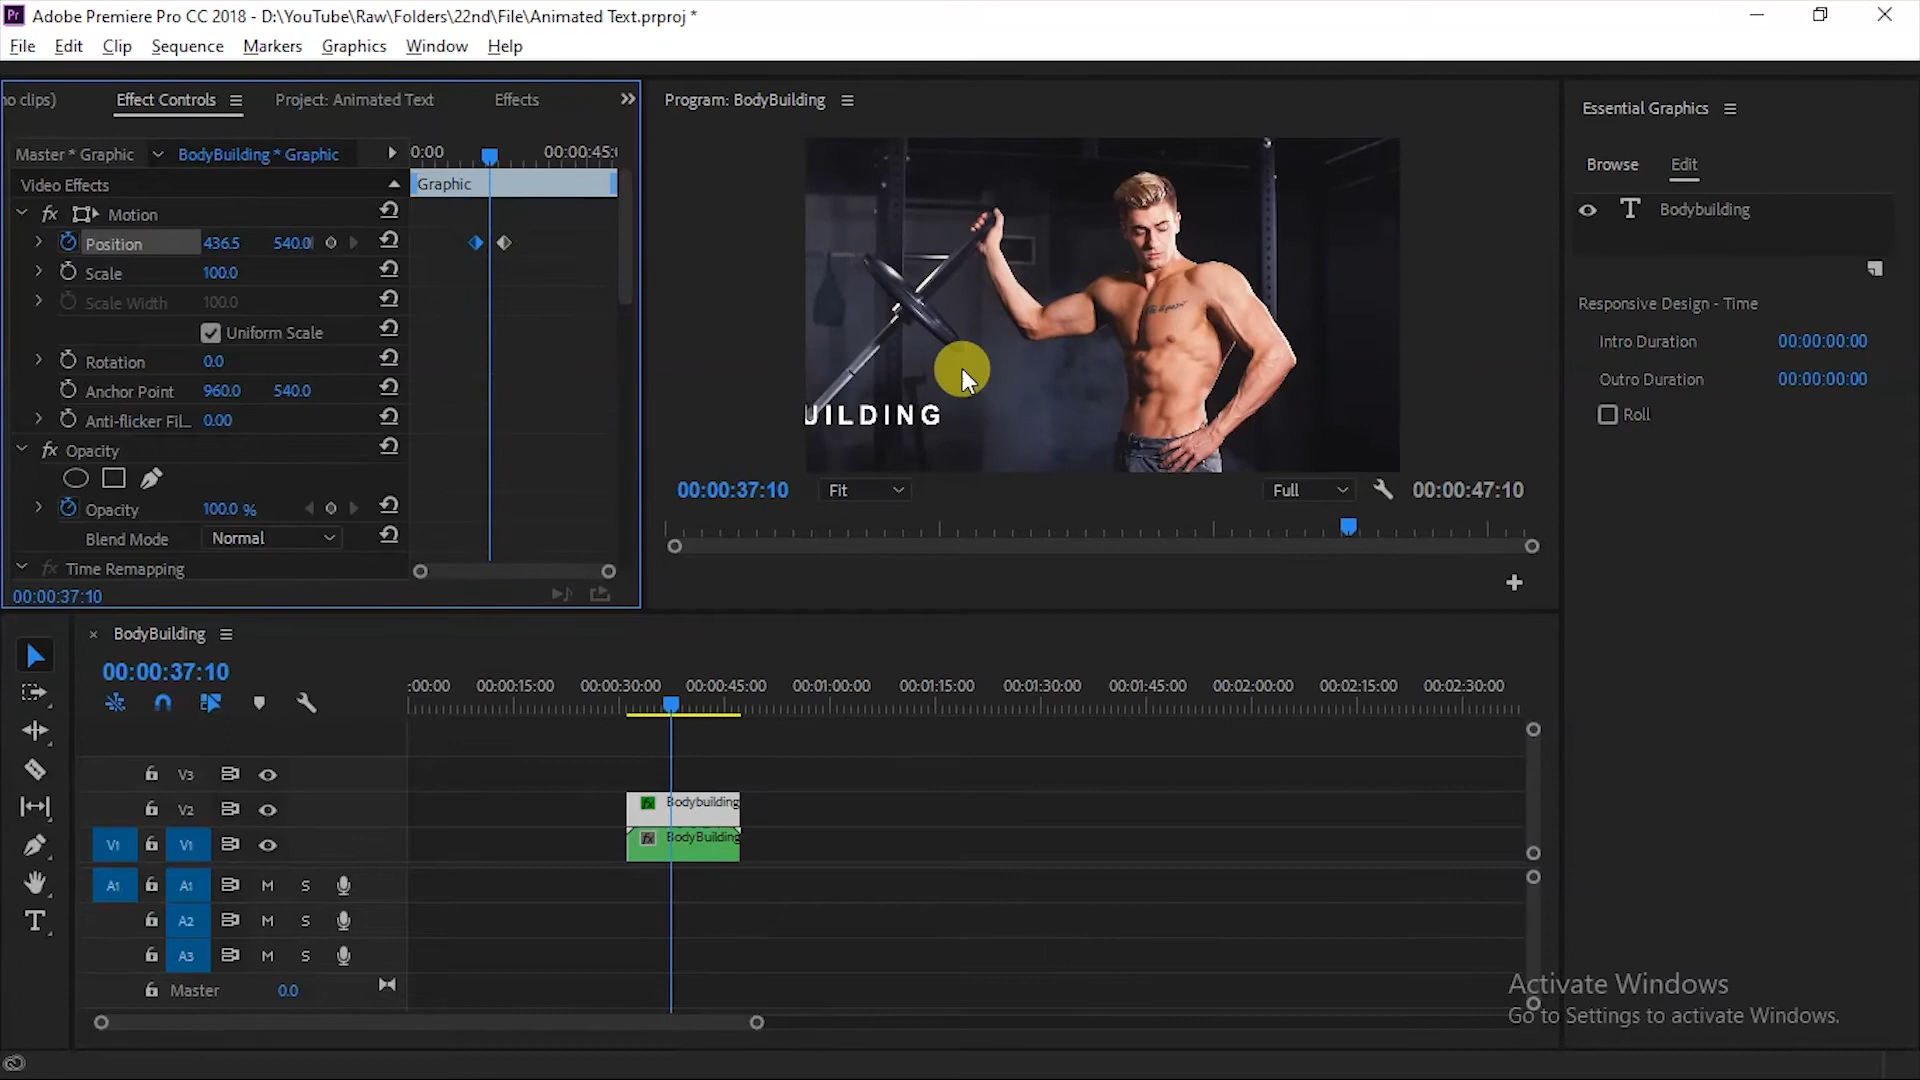 Adobe Premiere Pro CC 2018 - D:\YouTube\Raw\Folders\22nd\File\Animated Text.prproj *
File Edit Clip Sequence Markers Graphics Window Help
no clips) Effect Controls Project: Animated Text Effects
Program: BodyBuilding
Essential Graphics
Master * Graphic BodyBuilding * Graphic 0:00 00:00:45:
Browse Edit
Video Effects Graphic
Bodybuilding
fx Motion
Position 436.5 540.0
Scale 100.0
Scale Width 100.0
Uniform Scale
Rotation 0.0
Anchor Point 960.0 540.0
Anti-flicker Fil... 0.00
fx Opacity
Opacity 100.0 %
Blend Mode Normal
fx Time Remapping
00:00:37:10
UILDING
00:00:37:10 Fit Full 00:00:47:10
Responsive Design - Time
Intro Duration 00:00:00:00
Outro Duration 00:00:00:00
Roll
× BodyBuilding
00:00:37:10
:00:00 00:00:15:00 00:00:30:00 00:00:45:00 00:01:00:00 00:01:15:00 00:01:30:00 00:01:45:00 00:02:00:00 00:02:15:00 00:02:30:00
V3
V2 fx Bodybuilding
V1 V1 fx BodyBuilding
A1 A1 M S
A2 M S
A3 M S
Master 0.0
Activate Windows
Go to Settings to activate Windows.